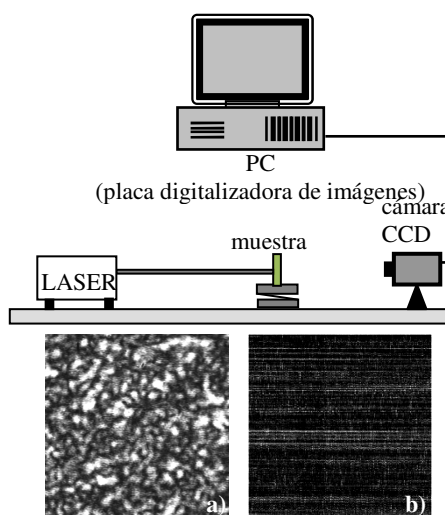 PC
(placa digitalizadora de imágenes)
cámara
CCD
muestra
LASER
a)
b)